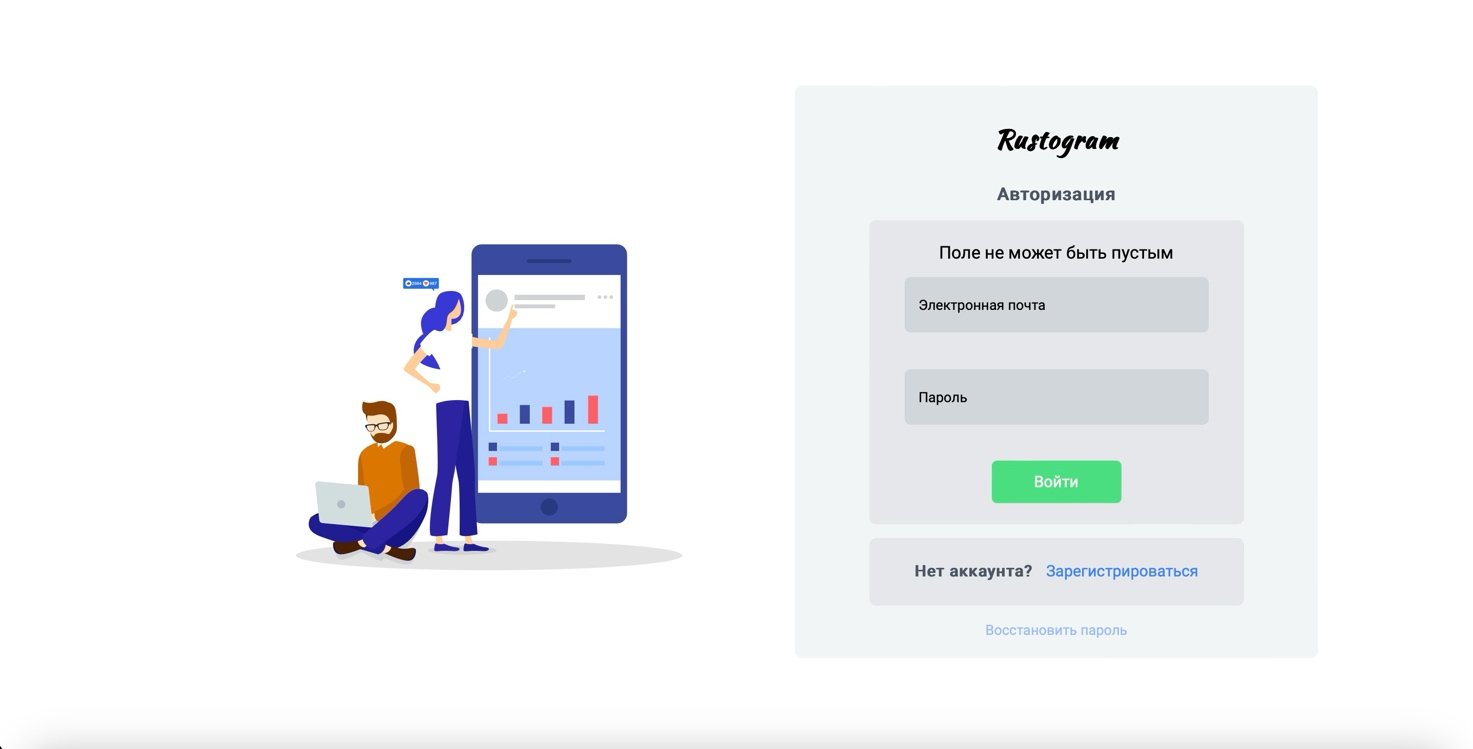 Rustogram
Авторизация
Поле не может быть пустым
Электронная почта
Пароль
Войти
Нет аккаунта? Зарегистрироваться
Восстановить пароль